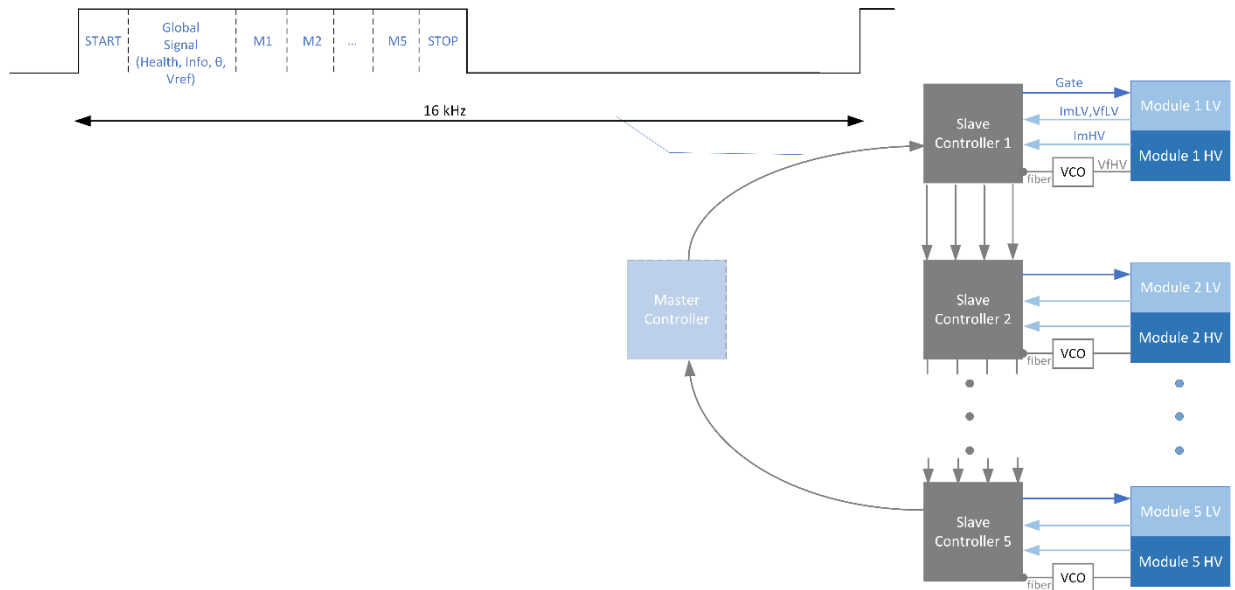 START
Global
Signal
(Health, Info, θ,
Vref)
M1
M2
...
M5
STOP
16 kHz
Master
Controller
Slave
Controller 1
Gate
ImLV,VfLV
ImHV
fiber
VCO
VfHV
Module 1 LV
Module 1 HV
Slave
Controller 2
fiber
VCO
Module 2 LV
Module 2 HV
Slave
Controller 5
fiber
VCO
Module 5 LV
Module 5 HV